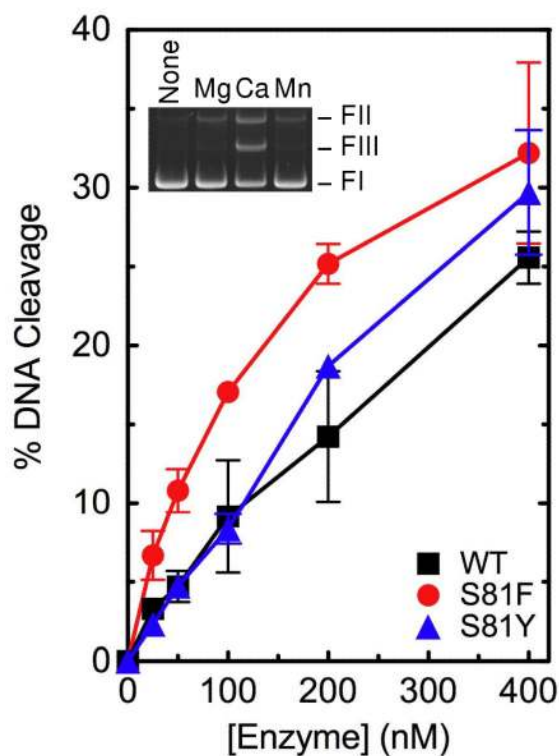 None Mg Ca Mn
– FII
– FIII
– FI
% DNA Cleavage
40
30
20
10
0
WT
S81F
S81Y
0 100 200 300 400
[Enzyme] (nM)